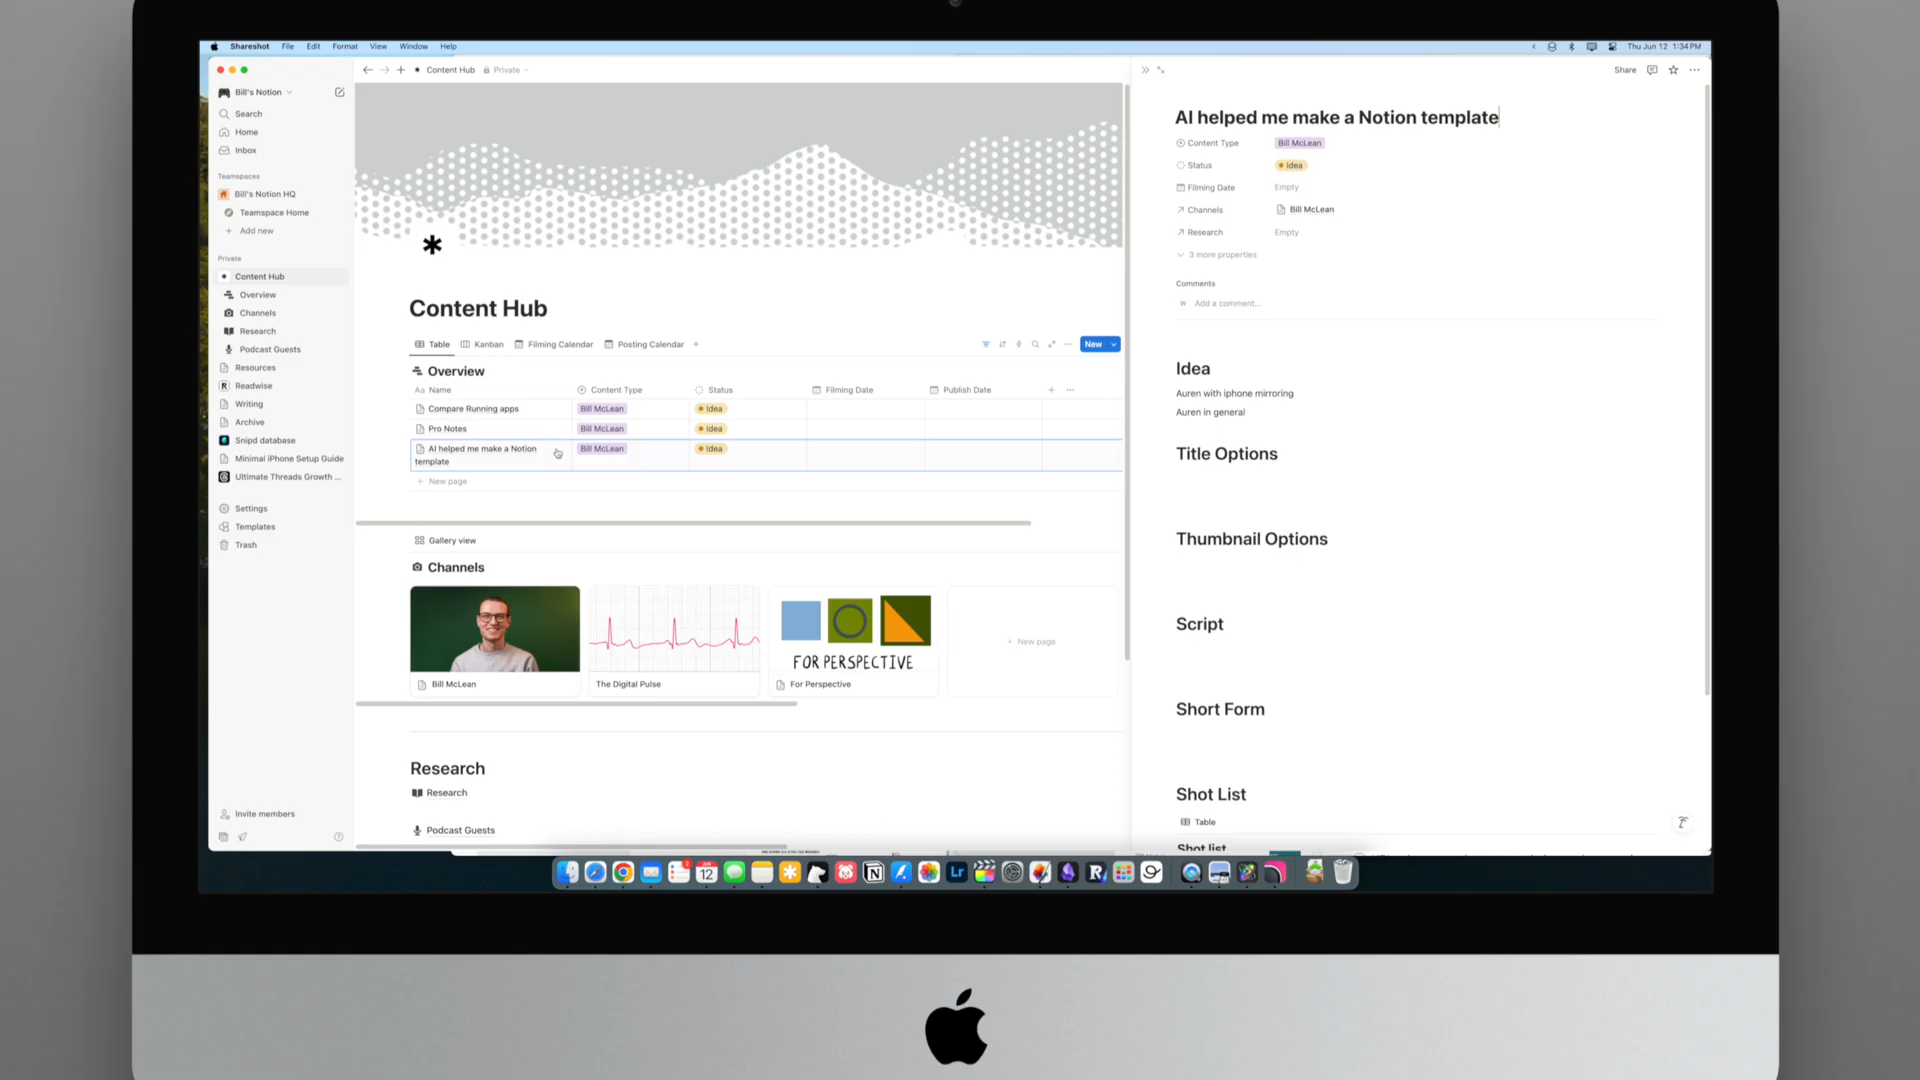 Shareshot File Edit Format View Window Help
Thu Jun 12 1:34PM
Bill's Notion
Search
Home
Inbox
Teamspaces
Bill's Notion HQ
Teamspace Home
Add new
Private
Content Hub
Overview
Channels
Research
Podcast Guests
Resources
Readwise
Writing
Archive
Snipd database
Minimal iPhone Setup Guide
Ultimate Threads Growth ...
Settings
Templates
Trash
Invite members
Content Hub Private
Content Hub
Table Kanban Filming Calendar Posting Calendar
New
Overview
Aa Name Content Type Status Filming Date Publish Date
Compare Running apps Bill McLean Idea
Pro Notes Bill McLean Idea
AI helped me make a Notion template Bill McLean Idea
New page
Gallery view
Channels
FOR PERSPECTIVE
New page
Bill McLean The Digital Pulse For Perspective
Research
Research
Podcast Guests
Share
AI helped me make a Notion template
Content Type Bill McLean
Status Idea
Filming Date Empty
Channels Bill McLean
Research Empty
3 more properties
Comments
W Add a comment...
Idea
Auren with iphone mirroring
Auren in general
Title Options
Thumbnail Options
Script
Short Form
Shot List
Table
Shot list
JUN
12
Lr